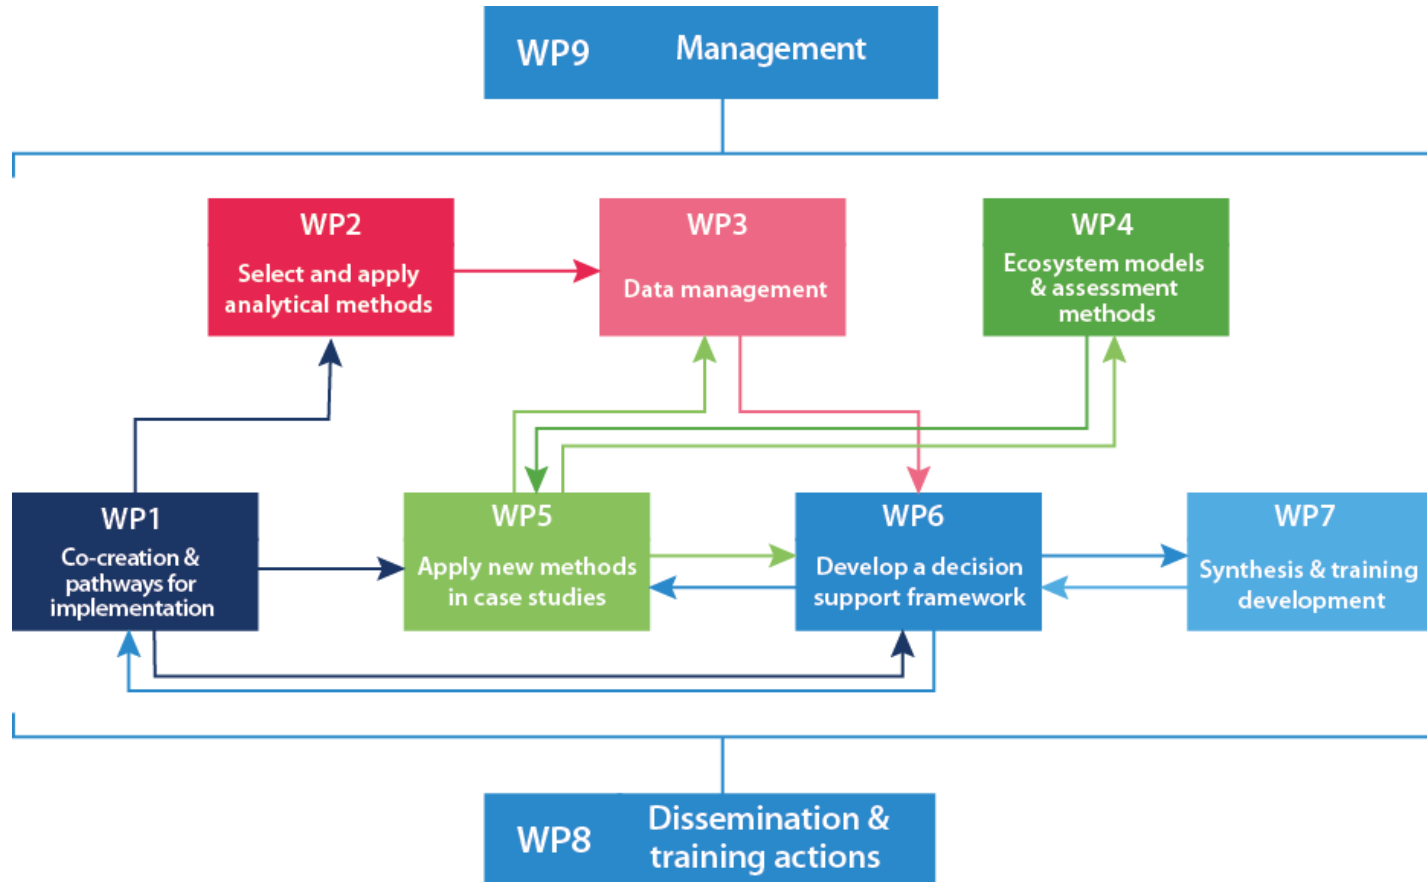 WP9 Management
WP2
Select and apply
analytical methods
WP3
Data management
WP4
Ecosystem models
& assessment
methods
WP1
Co-creation &
pathways for
implementation
WP5
Apply new methods
in case studies
WP6
Develop a decision
support framework
WP7
Synthesis & training
development
WP8
Dissemination &
training actions